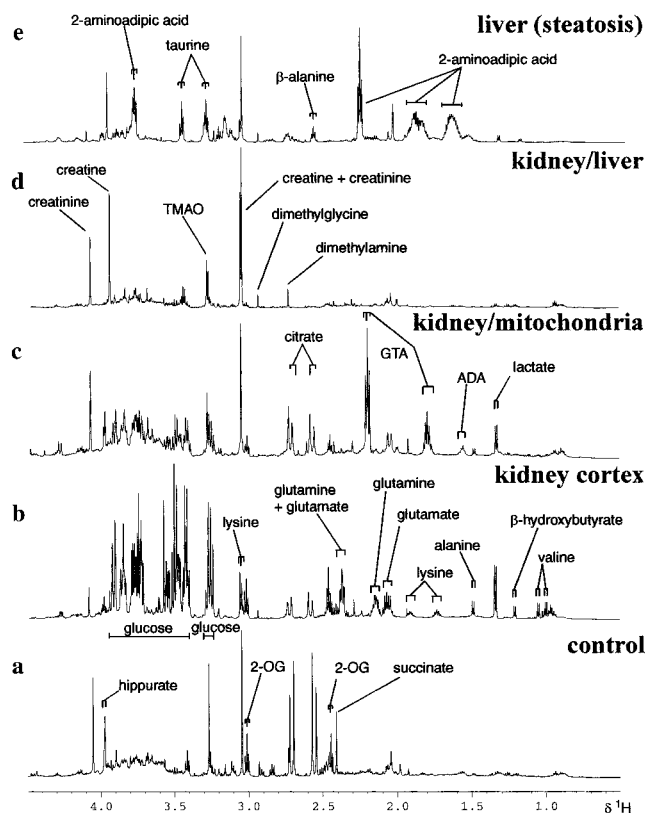 e
liver (steatosis)
2-aminoadipic acid
taurine
β-alanine
2-aminoadipic acid
d
kidney/liver
creatine
creatinine
TMAO
creatine + creatinine
dimethylglycine
dimethylamine
c
kidney/mitochondria
citrate
GTA
ADA
lactate
b
kidney cortex
lysine
glutamine
+ glutamate
glutamine
glutamate
lysine
alanine
β-hydroxybutyrate
valine
glucose
glucose
a
control
hippurate
2-OG
2-OG
succinate
4.0 3.5 3.0 2.5 2.0 1.5 1.0 δ ¹H